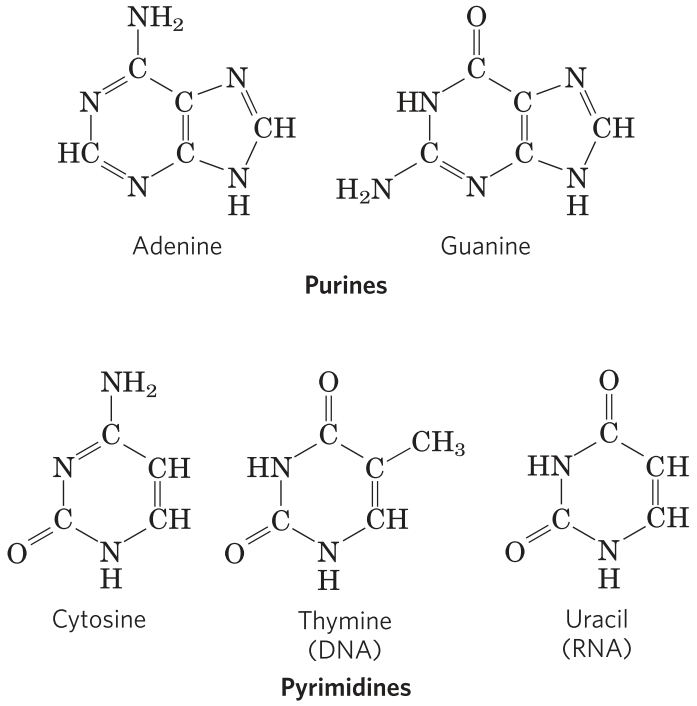 NH₂
C
N
N
C
CH
HC
C
N
N
H
Adenine
O
C
N
HN
C
CH
C
C
H₂N
N
N
H
Guanine
Purines
NH₂
C
N
CH
C
CH
O
N
H
Cytosine
O
C
CH₃
HN
C
C
CH
O
N
H
Thymine
(DNA)
O
C
HN
CH
C
CH
O
N
H
Uracil
(RNA)
Pyrimidines